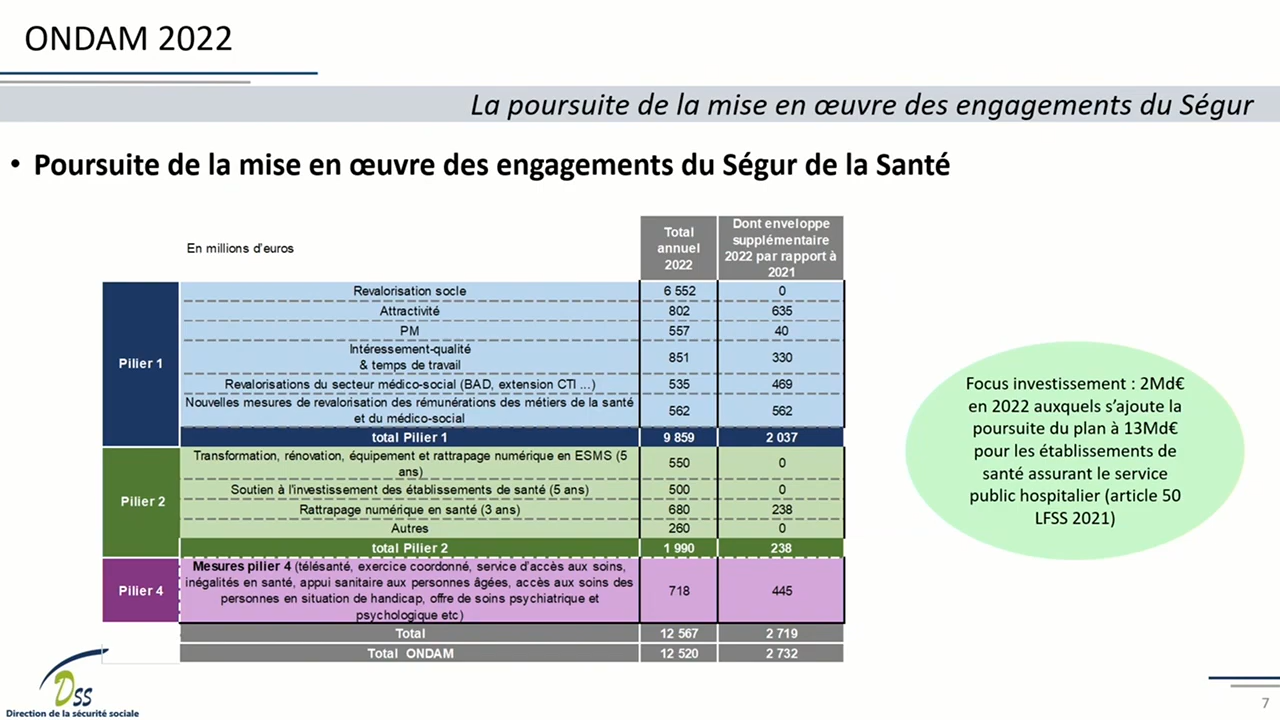 ONDAM 2022
La poursuite de la mise en œuvre des engagements du Ségur
• Poursuite de la mise en œuvre des engagements du Ségur de la Santé
En millions d'euros
Total
annuel
2022
Dont enveloppe
supplémentaire
2022 par rapport à
2021
Pilier 1
Revalorisation socle 6 552 0
Attractivité 802 635
PM 557 40
Intéressement-qualité
& temps de travail 851 330
Revalorisations du secteur médico-social (BAD, extension CTI ...) 535 469
Nouvelles mesures de revalorisation des rémunérations des métiers de la santé
et du médico-social 562 562
total Pilier 1 9 859 2 037
Pilier 2
Transformation, rénovation, équipement et rattrapage numérique en ESMS (5
ans) 550 0
Soutien à l'investissement des établissements de santé (5 ans) 500 0
Rattrapage numérique en santé (3 ans) 680 238
Autres 260 0
total Pilier 2 1 990 238
Pilier 4
Mesures pilier 4 (télésanté, exercice coordonné, service d'accès aux soins,
inégalités en santé, appui sanitaire aux personnes âgées, accès aux soins des
personnes en situation de handicap, offre de soins psychiatrique et
psychologique etc) 718 445
Total 12 567 2 719
Total ONDAM 12 520 2 732
Focus investissement : 2Md€
en 2022 auxquels s'ajoute la
poursuite du plan à 13Md€
pour les établissements de
santé assurant le service
public hospitalier (article 50
LFSS 2021)
DSS
Direction de la sécurité sociale
7